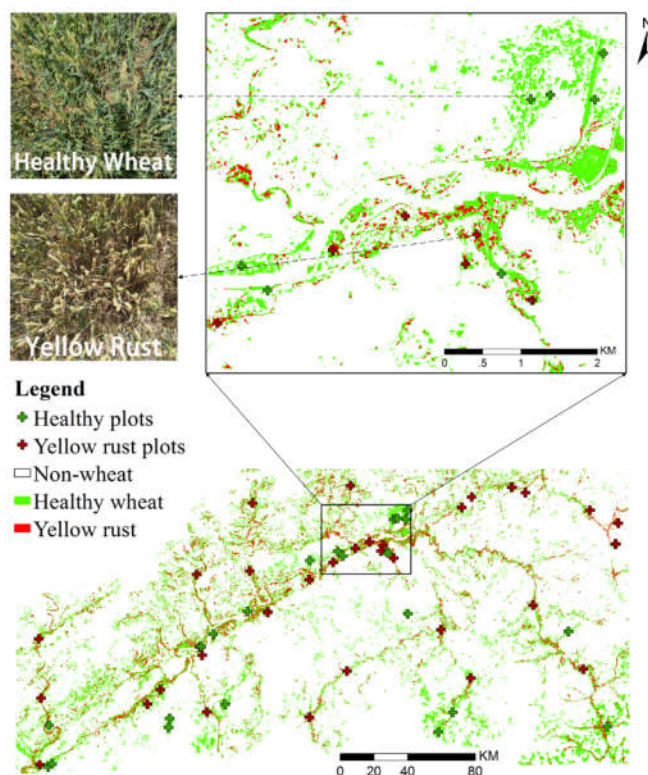 N
Healthy Wheat
Yellow Rust
0 .5 1 2
KM
Legend
Healthy plots
Yellow rust plots
Non-wheat
Healthy wheat
Yellow rust
KM
0 20 40 60 80